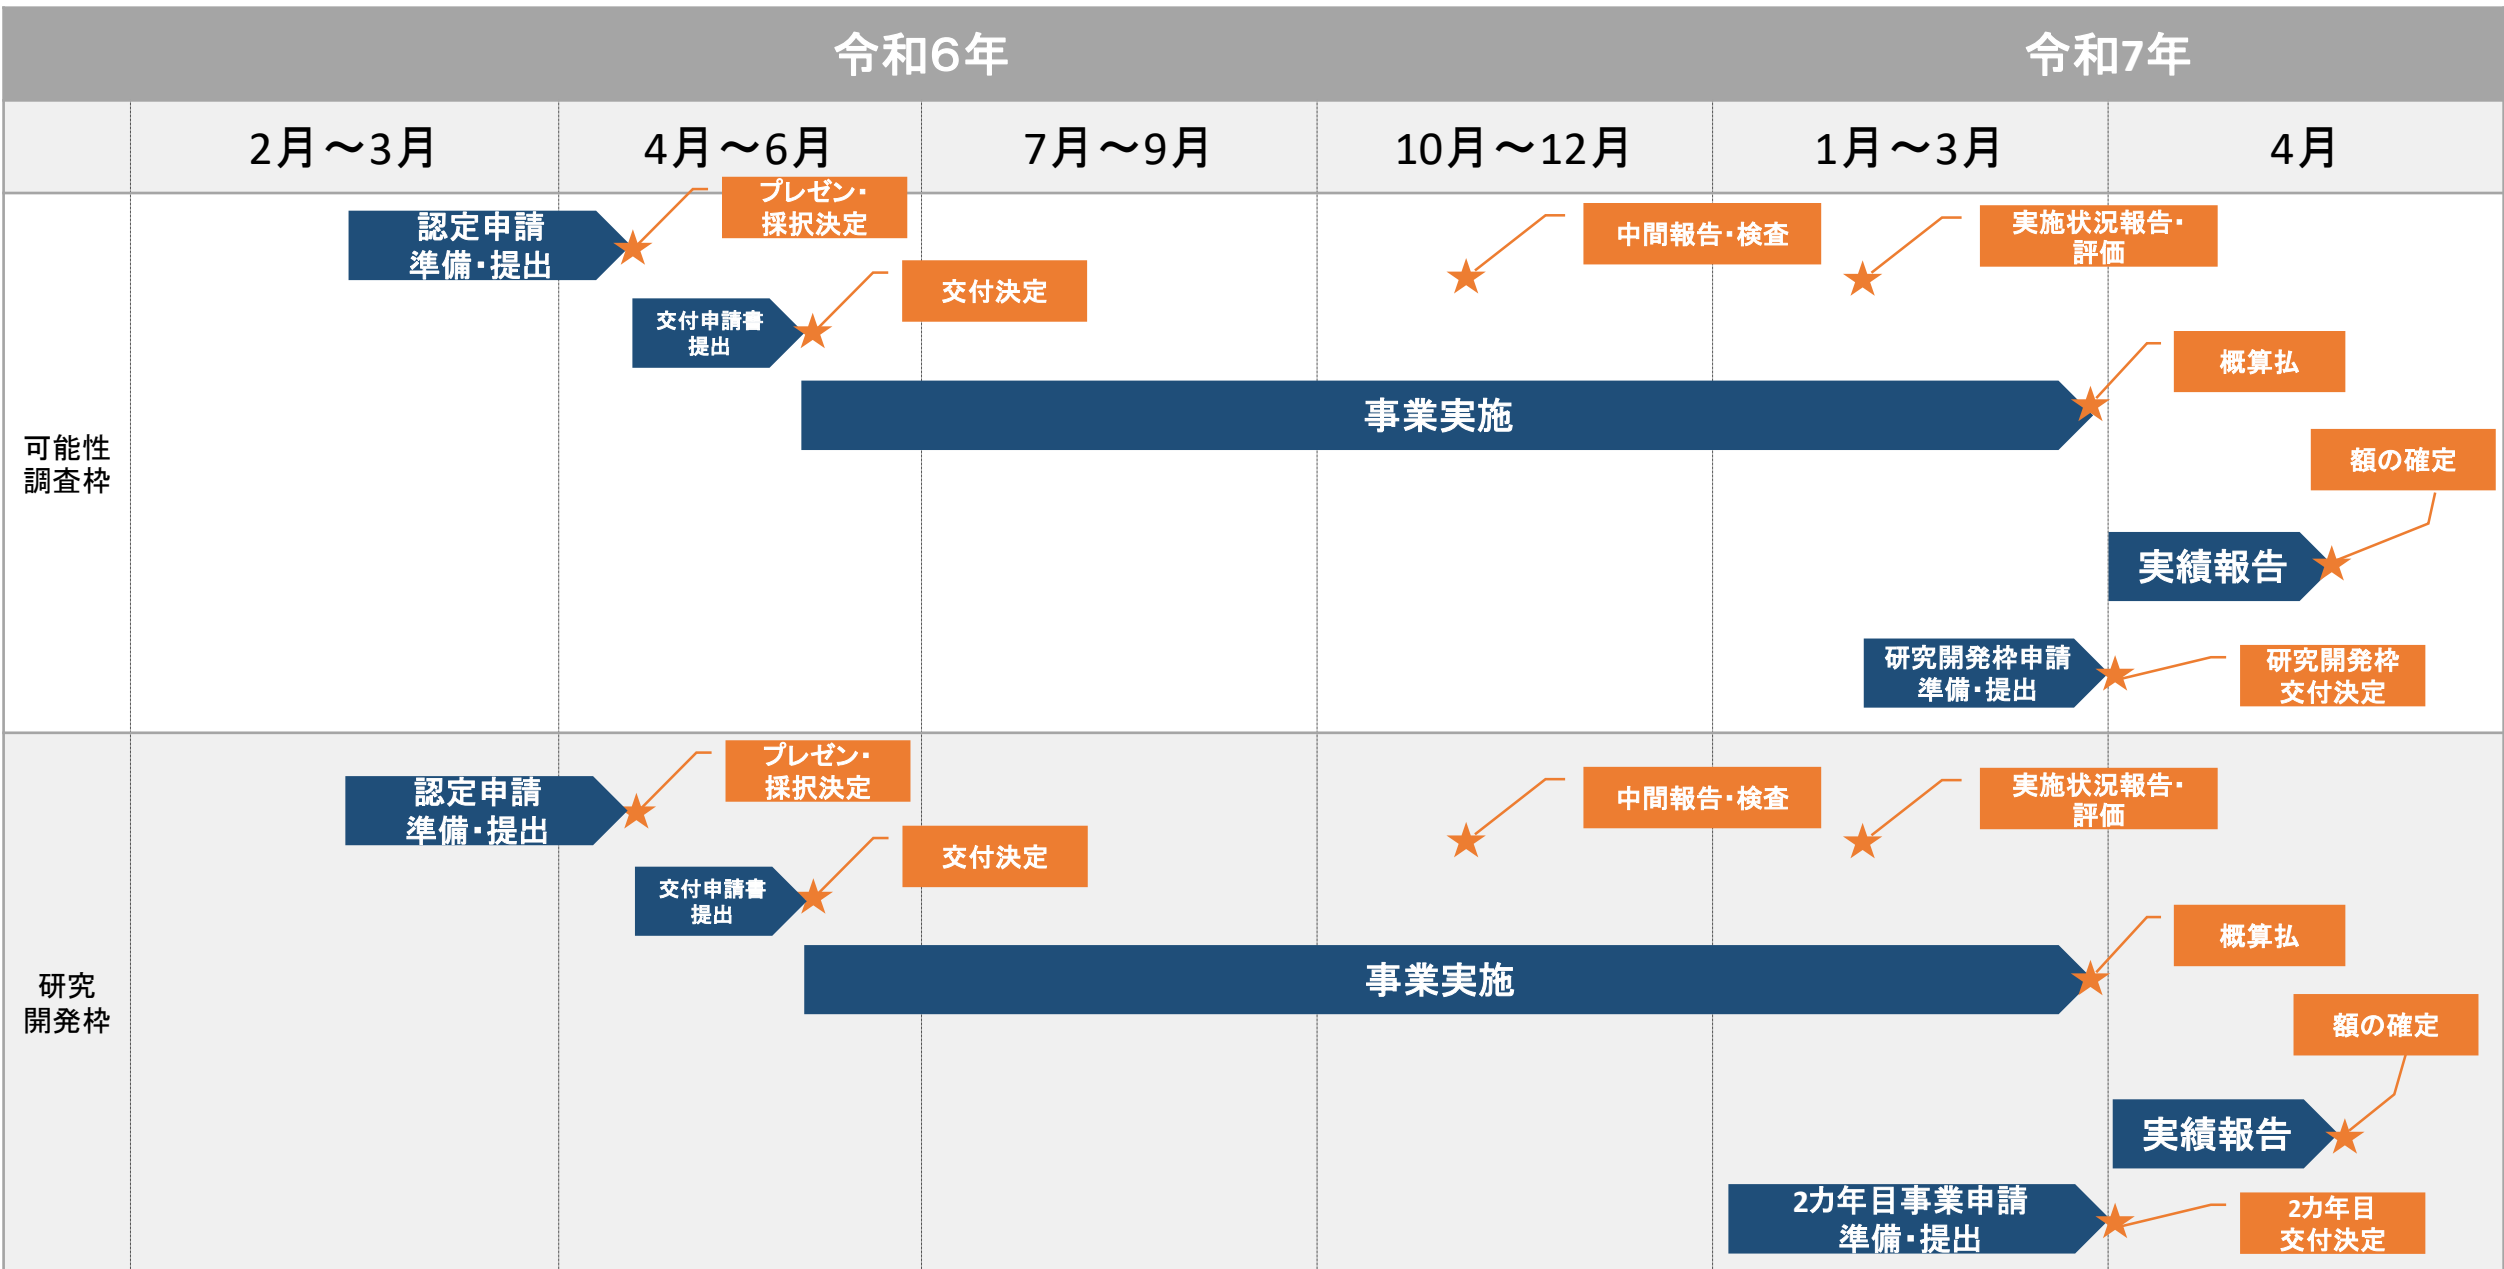 令和6年
令和7年
2月～3月
4月～6月
7月～9月
10月～12月
1月～3月
4月
可能性
調査枠
認定申請
準備・提出
プレゼン・
採択決定
交付申請書
提出
交付決定
中間報告・検査
実施状況報告・
評価
事業実施
概算払
額の確定
実績報告
研究開発枠申請
準備・提出
研究開発枠
交付決定
研究
開発枠
認定申請
準備・提出
プレゼン・
採択決定
交付申請書
提出
交付決定
中間報告・検査
実施状況報告・
評価
事業実施
概算払
額の確定
実績報告
2カ年目事業申請
準備・提出
2カ年目
交付決定